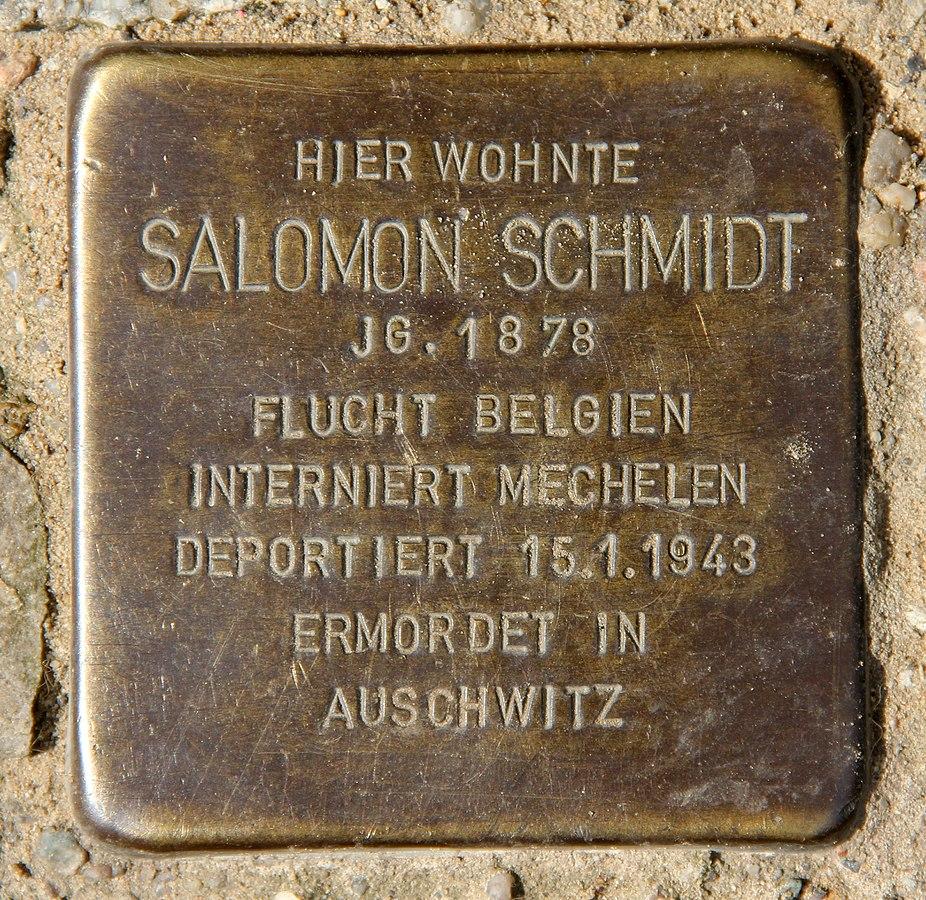 HIER WOHNTE
SALOMON SCHMIDT
JG. 1878
FLUCHT BELGIEN
INTERNIERT MECHELEN
DEPORTIERT 15.1.1943
ERMORDET IN
AUSCHWITZ